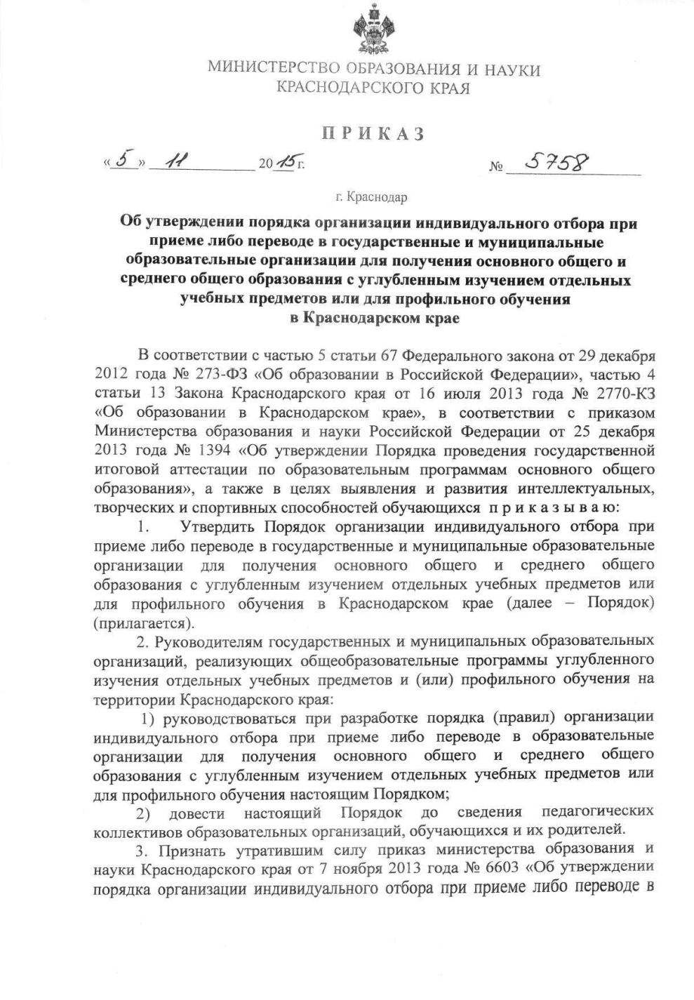 МИНИСТЕРСТВО ОБРАЗОВАНИЯ И НАУКИ
КРАСНОДАРСКОГО КРАЯ
П Р И К А З
«5» 11 2015 г. № 5758
г. Краснодар
Об утверждении порядка организации индивидуального отбора при
приеме либо переводе в государственные и муниципальные
образовательные организации для получения основного общего и
среднего общего образования с углубленным изучением отдельных
учебных предметов или для профильного обучения
в Краснодарском крае
В соответствии с частью 5 статьи 67 Федерального закона от 29 декабря
2012 года № 273-ФЗ «Об образовании в Российской Федерации», частью 4
статьи 13 Закона Краснодарского края от 16 июля 2013 года № 2770-КЗ
«Об образовании в Краснодарском крае», в соответствии с приказом
Министерства образования и науки Российской Федерации от 25 декабря
2013 года № 1394 «Об утверждении Порядка проведения государственной
итоговой аттестации по образовательным программам основного общего
образования», а также в целях выявления и развития интеллектуальных,
творческих и спортивных способностей обучающихся п р и к а з ы в а ю:
1. Утвердить Порядок организации индивидуального отбора при
приеме либо переводе в государственные и муниципальные образовательные
организации для получения основного общего и среднего общего
образования с углубленным изучением отдельных учебных предметов или
для профильного обучения в Краснодарском крае (далее – Порядок)
(прилагается).
2. Руководителям государственных и муниципальных образовательных
организаций, реализующих общеобразовательные программы углубленного
изучения отдельных учебных предметов и (или) профильного обучения на
территории Краснодарского края:
1) руководствоваться при разработке порядка (правил) организации
индивидуального отбора при приеме либо переводе в образовательные
организации для получения основного общего и среднего общего
образования с углубленным изучением отдельных учебных предметов или
для профильного обучения настоящим Порядком;
2) довести настоящий Порядок до сведения педагогических
коллективов образовательных организаций, обучающихся и их родителей.
3. Признать утратившим силу приказ министерства образования и
науки Краснодарского края от 7 ноября 2013 года № 6603 «Об утверждении
порядка организации индивидуального отбора при приеме либо переводе в